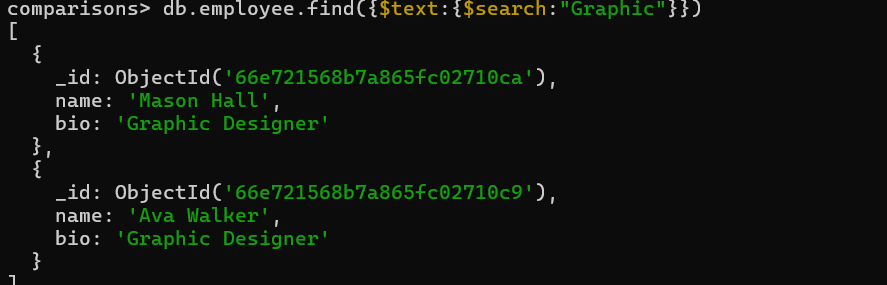 comparisons> db.employee.find({$text:{$search:"Graphic"}})
[
  {
    _id: ObjectId('66e721568b7a865fc02710ca'),
    name: 'Mason Hall',
    bio: 'Graphic Designer'
  },
  {
    _id: ObjectId('66e721568b7a865fc02710c9'),
    name: 'Ava Walker',
    bio: 'Graphic Designer'
  }
]